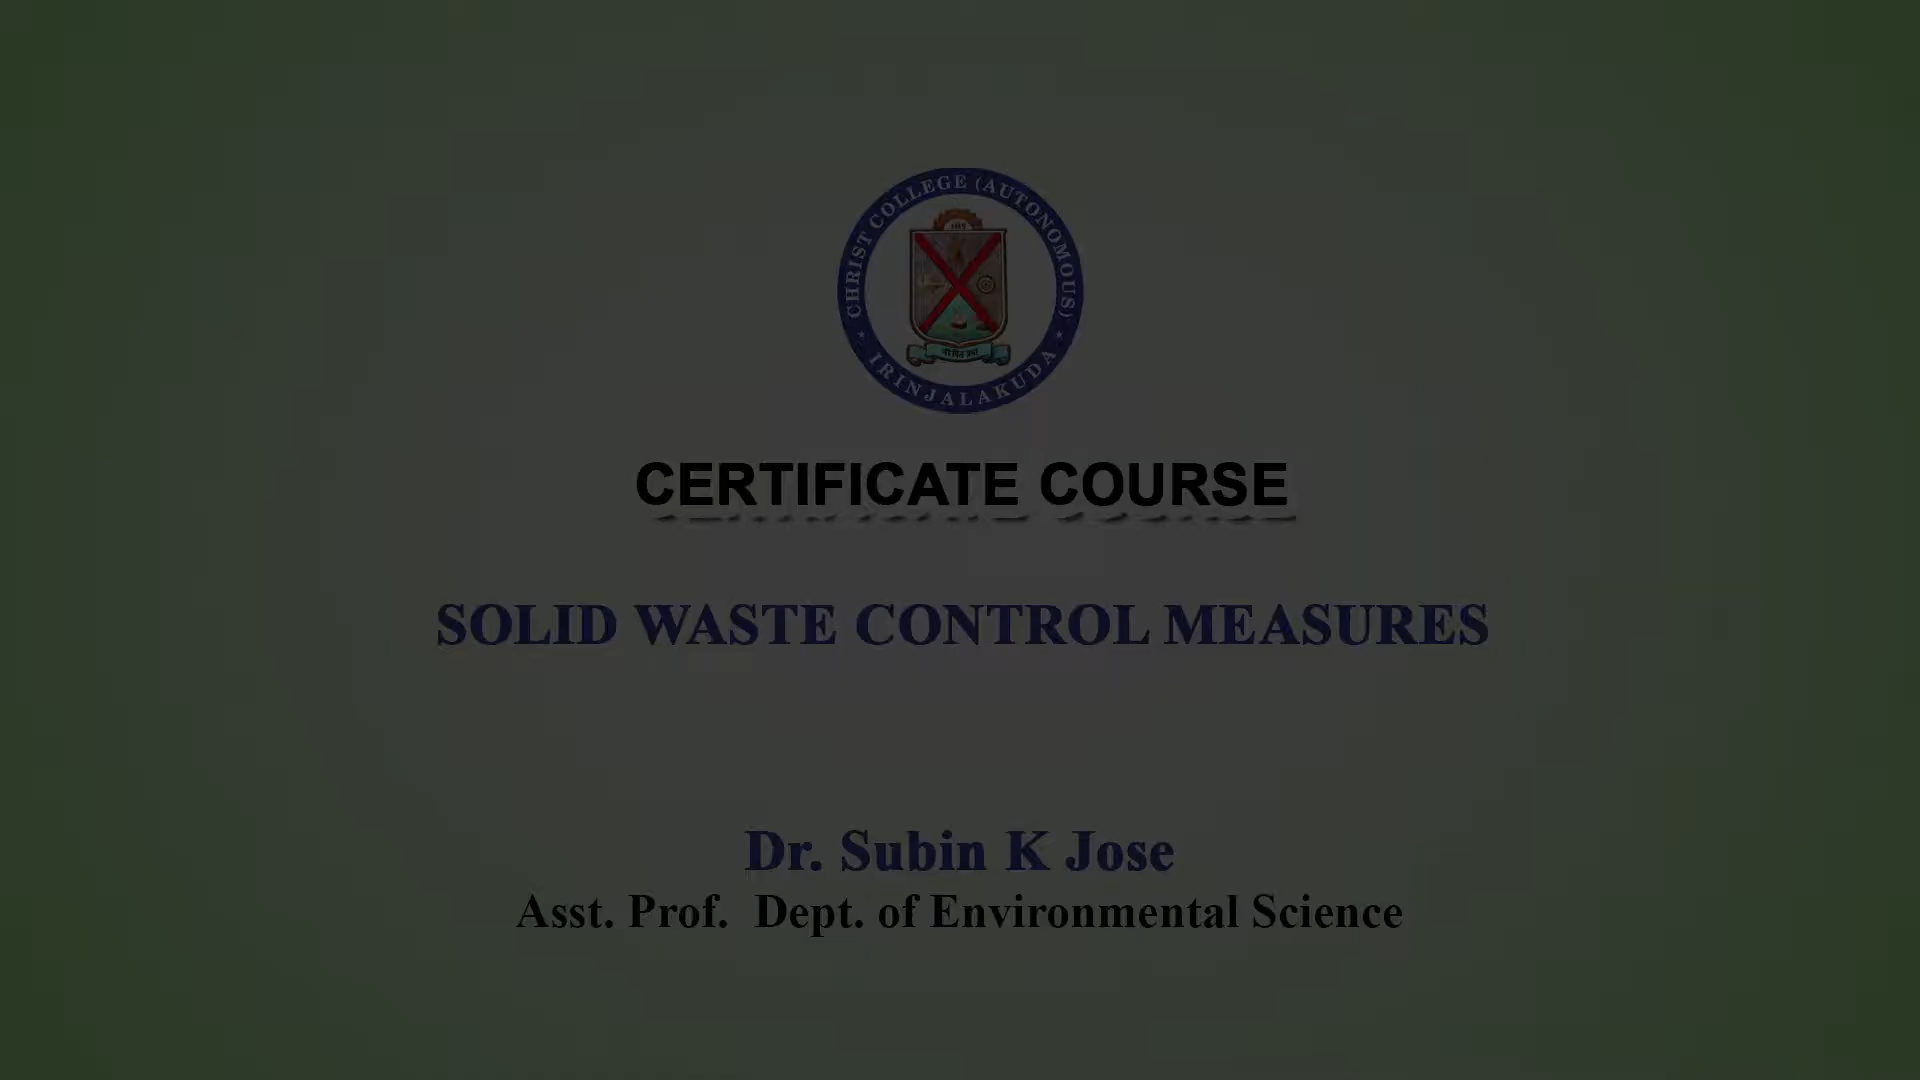 CHRIST COLLEGE (AUTONOMOUS)
IRINJALAKUDA
CERTIFICATE COURSE
SOLID WASTE CONTROL MEASURES
Dr. Subin K Jose
Asst. Prof. Dept. of Environmental Science